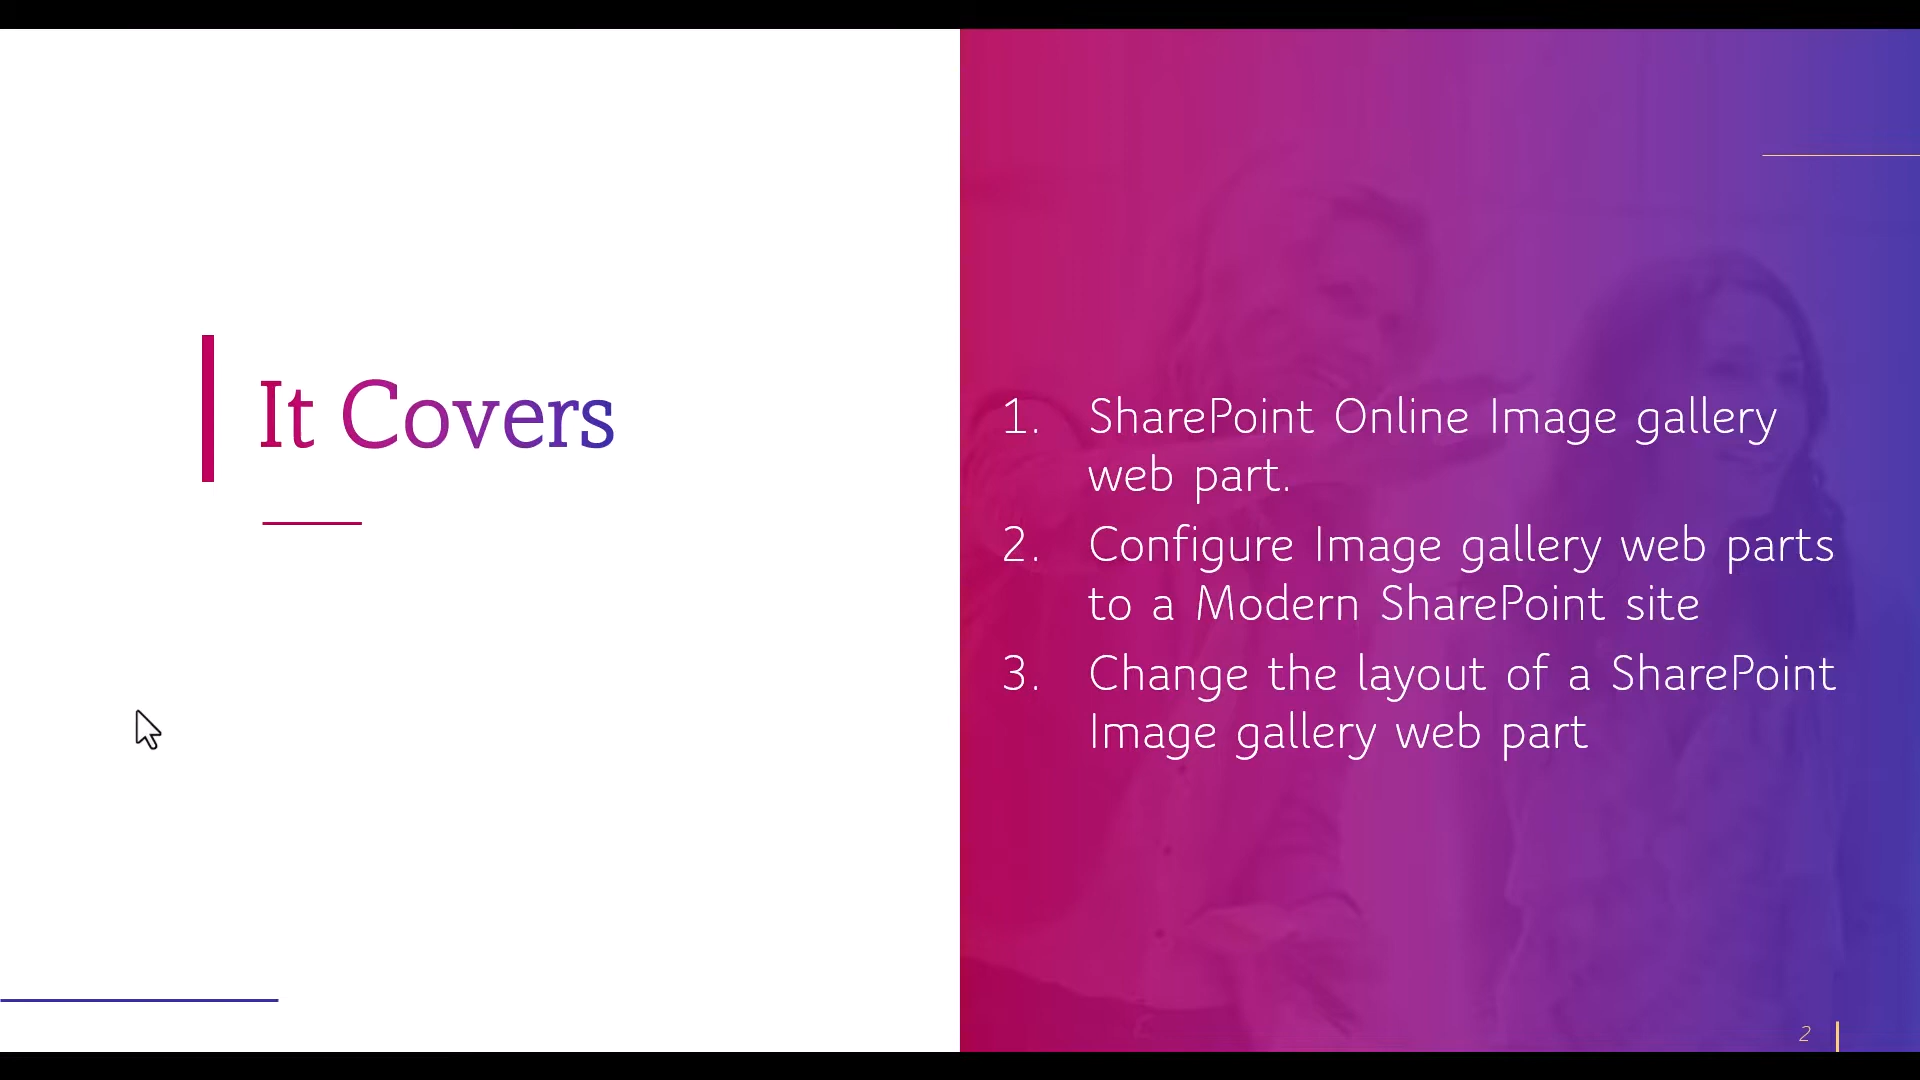 It Covers
1. SharePoint Online Image gallery
web part.
2. Configure Image gallery web parts
to a Modern SharePoint site
3. Change the layout of a SharePoint
Image gallery web part
2